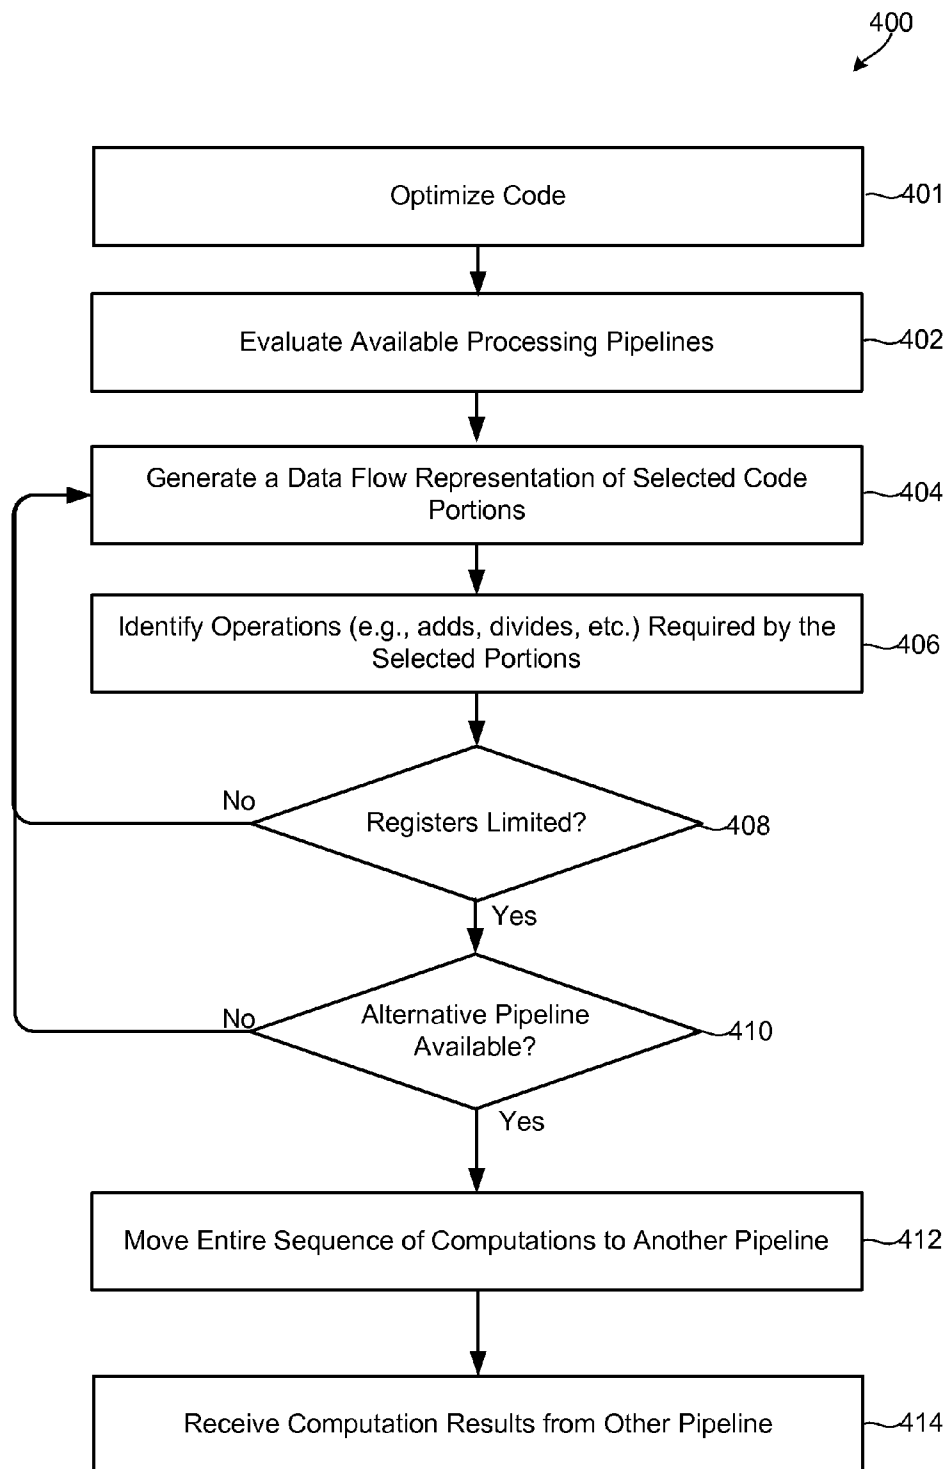 400
Optimize Code
401
Evaluate Available Processing Pipelines
402
Generate a Data Flow Representation of Selected Code
Portions
404
Identify Operations (e.g., adds, divides, etc.) Required by the
Selected Portions
406
No
Registers Limited?
408
Yes
No
Alternative Pipeline
Available?
410
Yes
Move Entire Sequence of Computations to Another Pipeline
412
Receive Computation Results from Other Pipeline
414